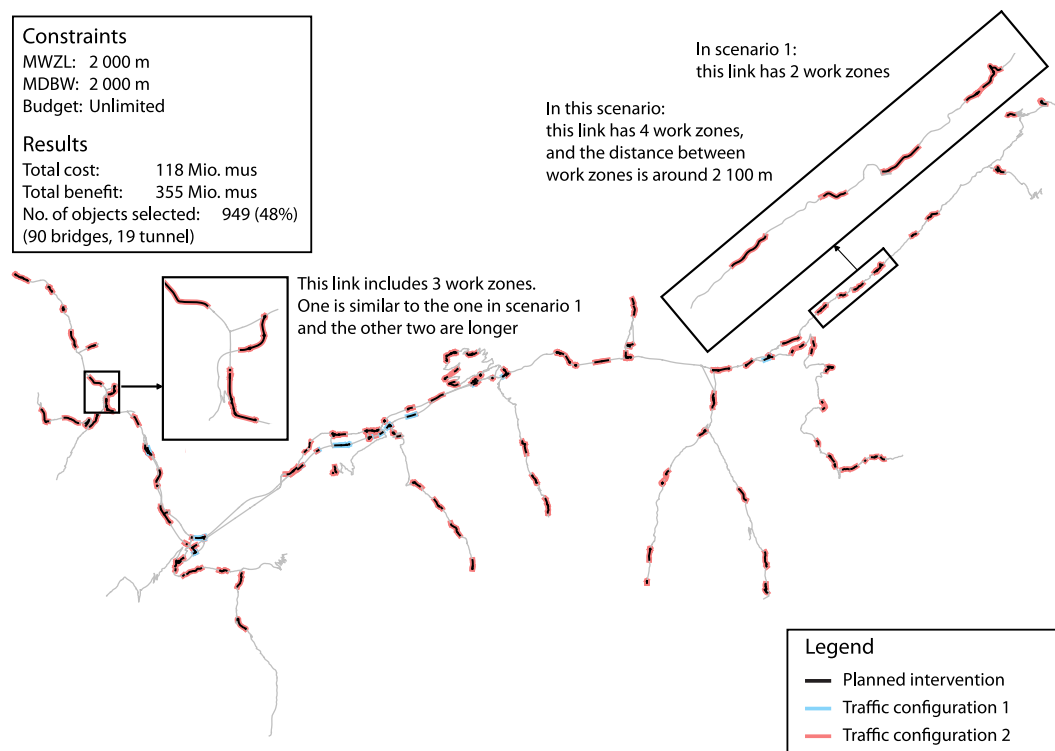 Constraints
MWZL: 2 000 m
MDBW: 2 000 m
Budget: Unlimited
Results
Total cost: 118 Mio. mus
Total benefit: 355 Mio. mus
No. of objects selected: 949 (48%)
(90 bridges, 19 tunnel)
In scenario 1:
this link has 2 work zones
In this scenario:
this link has 4 work zones,
and the distance between
work zones is around 2 100 m
This link includes 3 work zones.
One is similar to the one in scenario 1
and the other two are longer
Legend
Planned intervention
Traffic configuration 1
Traffic configuration 2